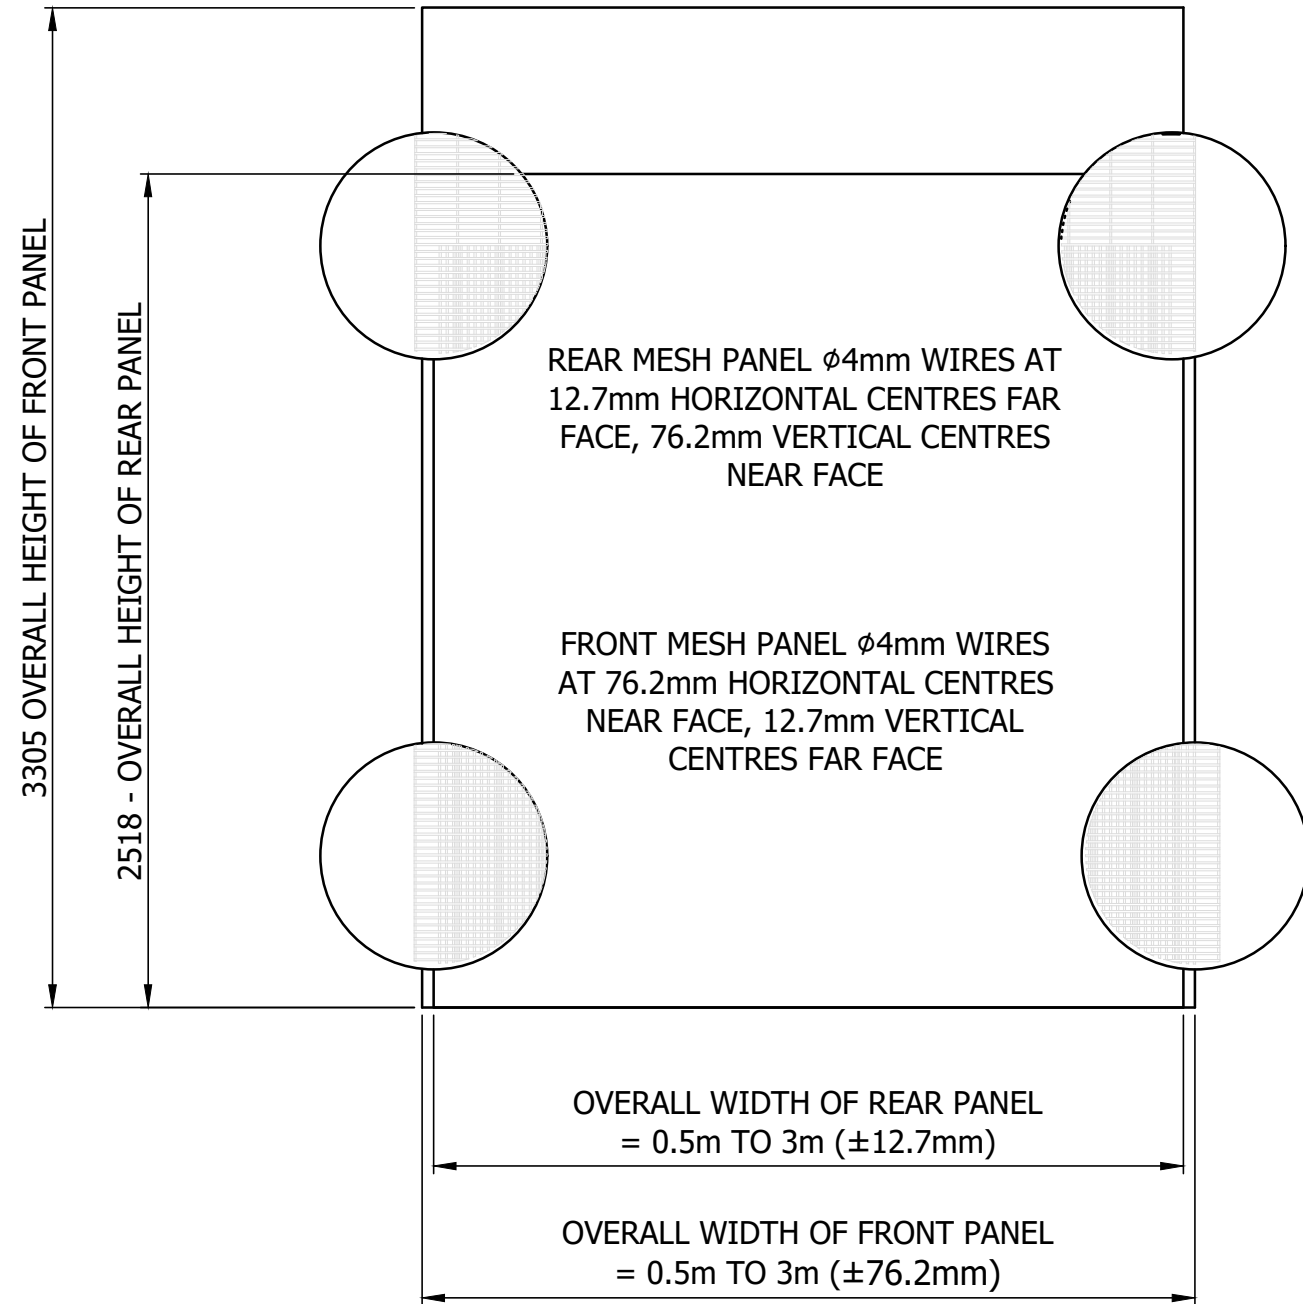 3305 OVERALL HEIGHT OF FRONT PANEL
2518 - OVERALL HEIGHT OF REAR PANEL
REAR MESH PANEL ⌀4mm WIRES AT
12.7mm HORIZONTAL CENTRES FAR
FACE, 76.2mm VERTICAL CENTRES
NEAR FACE
FRONT MESH PANEL ⌀4mm WIRES
AT 76.2mm HORIZONTAL CENTRES
NEAR FACE, 12.7mm VERTICAL
CENTRES FAR FACE
OVERALL WIDTH OF REAR PANEL
= 0.5m TO 3m (±12.7mm)
OVERALL WIDTH OF FRONT PANEL
= 0.5m TO 3m (±76.2mm)